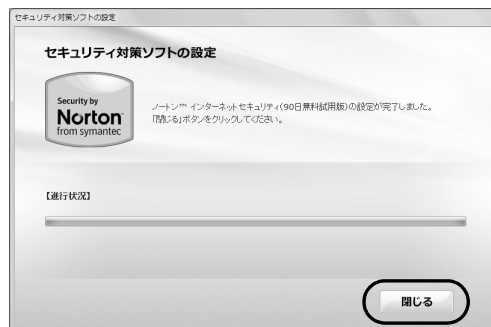 セキュリティ対策ソフトの設定
セキュリティ対策ソフトの設定
Security by
Norton
from symantec
ノートン™ インターネットセキュリティ(90日無料試用版)の設定が完了しました。
「閉じる」ボタンをクリックしてください。
【進行状況】
閉じる